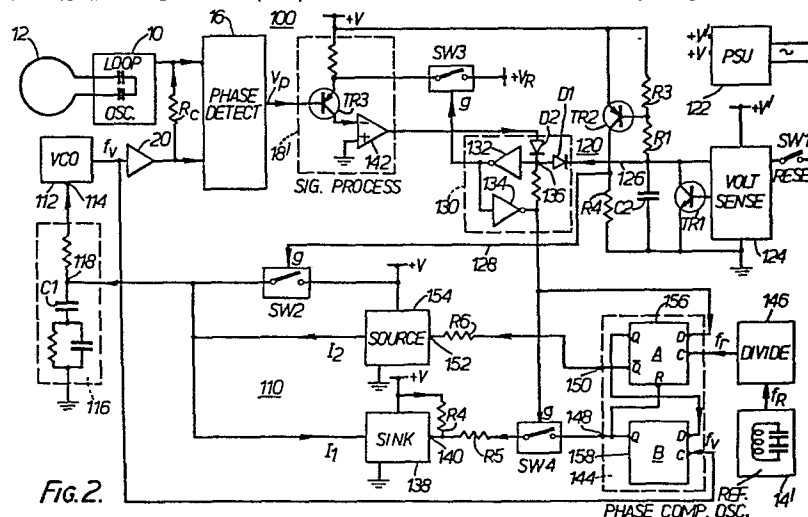 12
10
LOOP
OSC.
Rc
16
PHASE DETECT
Vp
+V
100
18'
TR3
142
SIG. PROCESS
SW3
g
+VR
D2
D1
132
134
130
136
120
TR2
R3
R1
126
R4
C2
128
+V'
+V
PSU
122
+V'
SW1
RESET
VOLT SENSE
TR1
124
VCO
fv
20
112
114
118
C1
116
g
SW2
+V
154
SOURCE
R6
152
I2
110
+V
I1
SINK
R4
140
R5
138
g
SW4
156
Q
A
D
C
Q
R
150
148
Q
B
D
C
158
144
fr
fv
146
DIVIDE
fR
REF. OSC.
14'
PHASE COMP.
FIG.2.